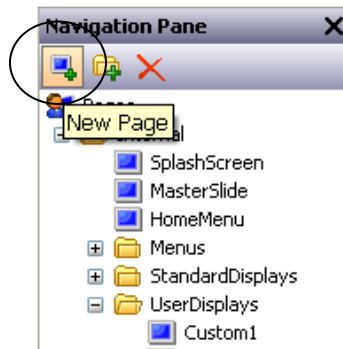 Navigation Pane
New Page
SplashScreen
MasterSlide
HomeMenu
Menus
StandardDisplays
UserDisplays
Custom1